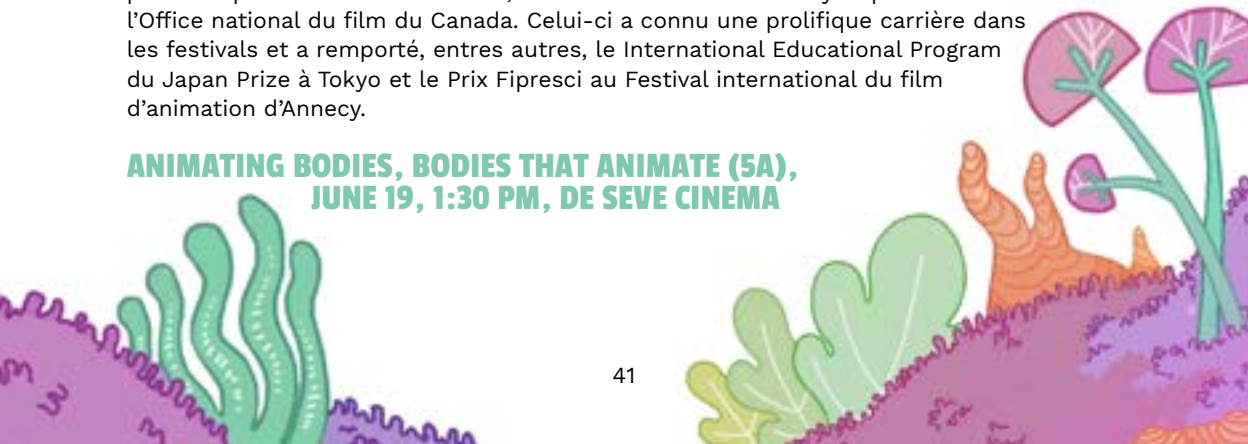 l’Office national du film du Canada. Celui-ci a connu une prolifique carrière dans
les festivals et a remporté, entres autres, le International Educational Program
du Japan Prize à Tokyo et le Prix Fipresci au Festival international du film
d’animation d’Annecy.
ANIMATING BODIES, BODIES THAT ANIMATE (5A),
JUNE 19, 1:30 PM, DE SEVE CINEMA
41